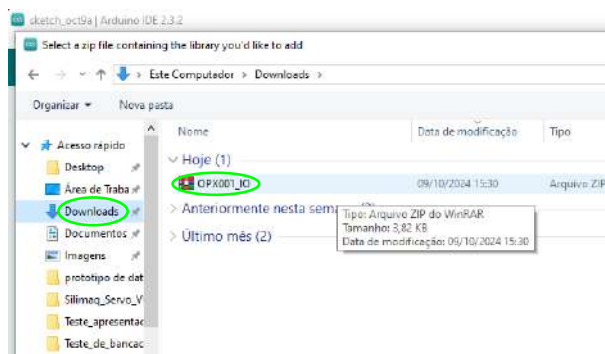 sketch_oct9a | Arduino IDE 2.3.2
Select a zip file containing the library you'd like to add
Este Computador > Downloads >
Organizar Nova pasta
Nome Data de modificação Tipo
Acesso rápido
Hoje (1)
Desktop
OPX001_IO 09/10/2024 15:30 Arquivo ZIP
Área de Traba
Downloads
Anteriormente nesta sem
Tipo: Arquivo ZIP do WinRAR
Tamanho: 3,82 KB
Data de modificação: 09/10/2024 15:30
Documentos
Último mês (2)
Imagens
prototipo de dat
Silimaq_Servo_V
Teste_apresentac
Teste_de_bancac